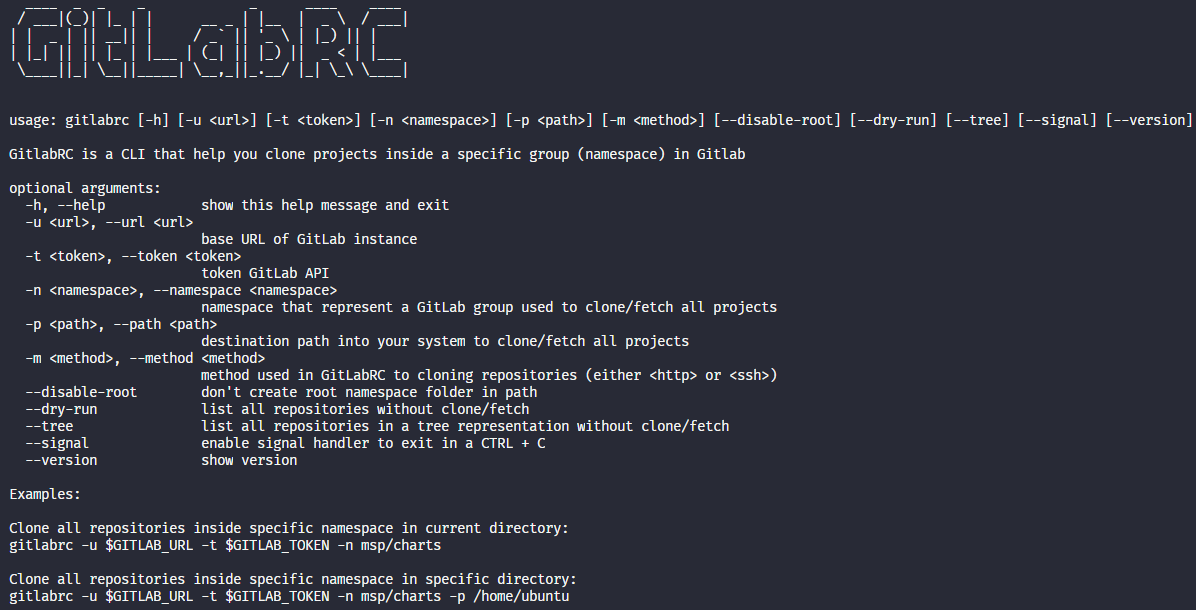 GitLabRC
usage: gitlabrc [-h] [-u <url>] [-t <token>] [-n <namespace>] [-p <path>] [-m <method>] [--disable-root] [--dry-run] [--tree] [--signal] [--version]
GitlabRC is a CLI that help you clone projects inside a specific group (namespace) in Gitlab
optional arguments:
-h, --help show this help message and exit
-u <url>, --url <url>
base URL of GitLab instance
-t <token>, --token <token>
token GitLab API
-n <namespace>, --namespace <namespace>
namespace that represent a GitLab group used to clone/fetch all projects
-p <path>, --path <path>
destination path into your system to clone/fetch all projects
-m <method>, --method <method>
method used in GitLabRC to cloning repositories (either <http> or <ssh>)
--disable-root don't create root namespace folder in path
--dry-run list all repositories without clone/fetch
--tree list all repositories in a tree representation without clone/fetch
--signal enable signal handler to exit in a CTRL + C
--version show version
Examples:
Clone all repositories inside specific namespace in current directory:
gitlabrc -u $GITLAB_URL -t $GITLAB_TOKEN -n msp/charts
Clone all repositories inside specific namespace in specific directory:
gitlabrc -u $GITLAB_URL -t $GITLAB_TOKEN -n msp/charts -p /home/ubuntu